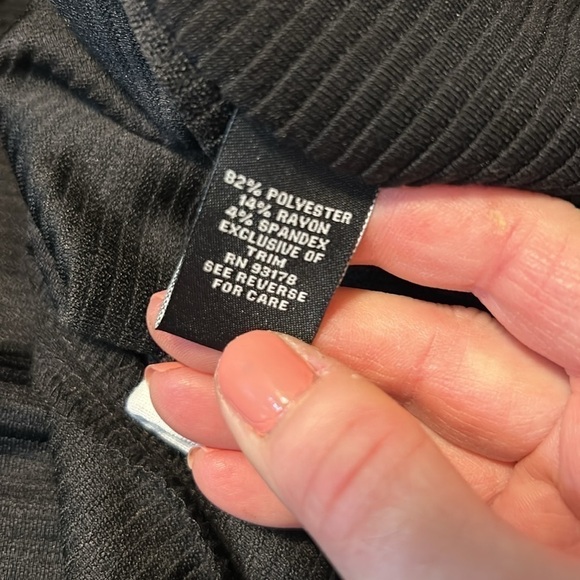 82% POLYESTER
14% RAYON
4% SPANDEX
EXCLUSIVE OF
TRIM
RN 93178
SEE REVERSE
FOR CARE